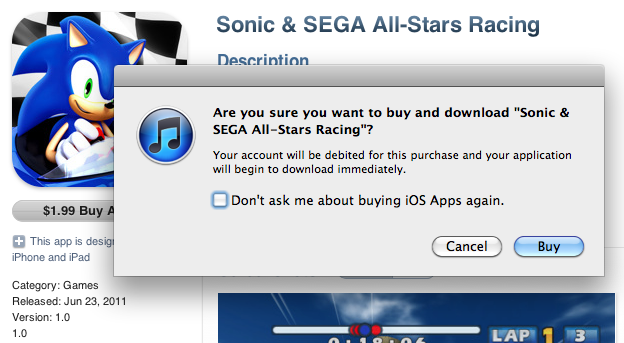 Sonic & SEGA All-Stars Racing
Description
Are you sure you want to buy and download "Sonic &
SEGA All-Stars Racing"?
Your account will be debited for this purchase and your application
will begin to download immediately.
Don't ask me about buying iOS Apps again.
Cancel
Buy
$1.99 Buy A
This app is desig
iPhone and iPad
Category: Games
Released: Jun 23, 2011
Version: 1.0
1.0
LAP 1 3